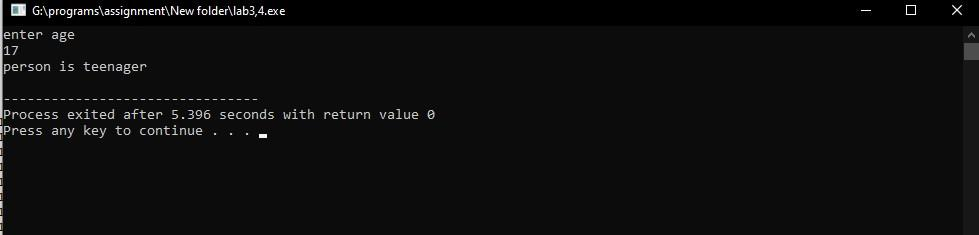 G:\programs\assignment\New folder\lab3,4.exe
enter age
17
person is teenager
--------------------------------
Process exited after 5.396 seconds with return value 0
Press any key to continue . . .